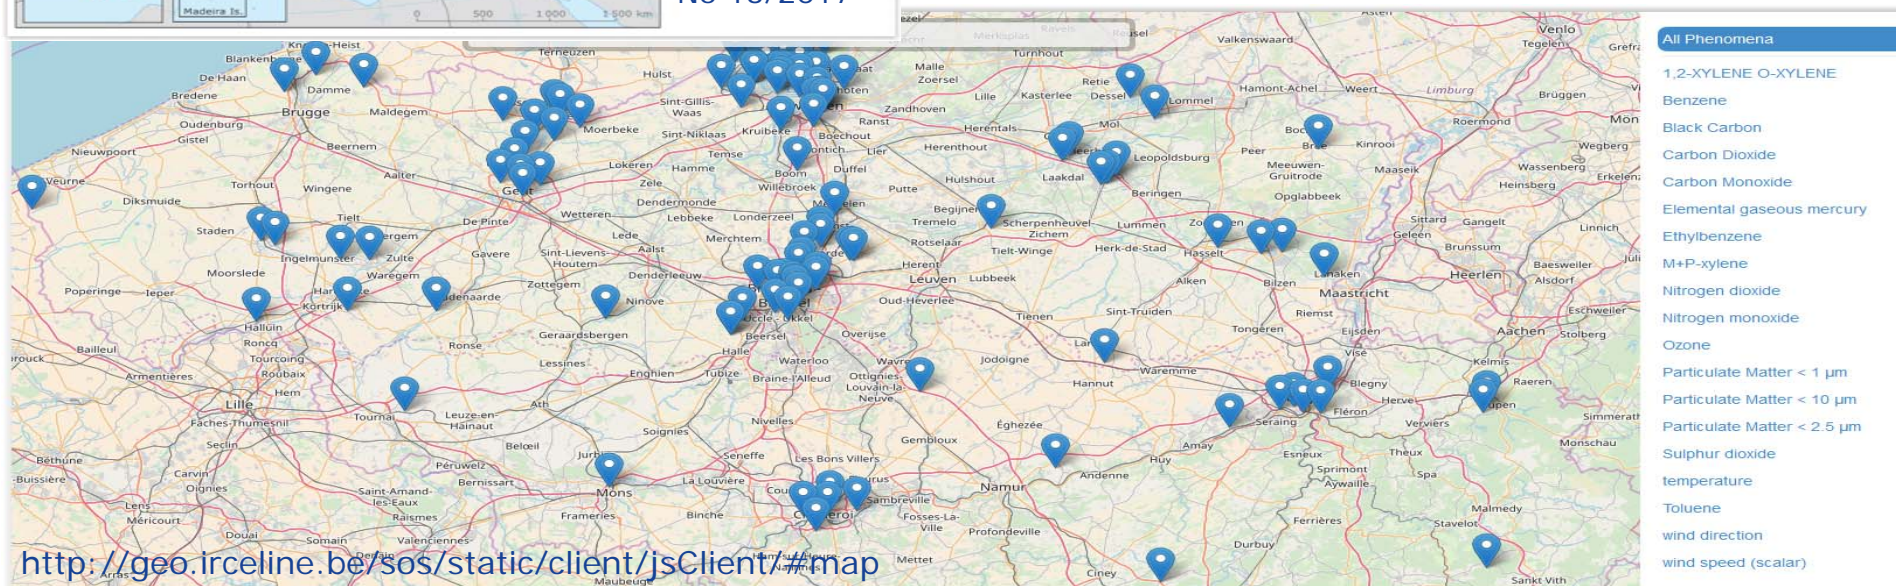 Madeira Is.
0 500 1 000 1 500 km
Knokke-Heist
Terneuzen
Hulst
De Haan
Damme
Bredene
Brugge
Maldegem
Oudenburg
Gistel
Beernem
Nieuwpoort
Veurne
Diksmuide
Torhout
Wingene
Aalter
Staden
Tielt
De Pinte
Ingelmunster
Zulte
Gavere
Moorslede
Waregem
Poperinge
Ieper
Kortrijk
Halluin
Roncq
Tourcoing
Roubaix
Hem
Bailleul
Armentières
Lille
Faches-Thumesnil
Seclin
Tournai
Leuze-en-Hainaut
Ath
Ronse
Lessines
Geraardsbergen
Zottegem
Ninove
Denderleeuw
Sint-Lievens-Houtem
Aalst
Lede
Wetteren
Lebbeke
Dendermonde
Zele
Hamme
Lokeren
Moerbeke
Sint-Gillis-Waas
Sint-Niklaas
Temse
Kruibeke
Boechout
Lier
Ranst
Zandhoven
Malle
Zoersel
Turnhout
Merksplas
Ravels
Lille
Kasterlee
Retie
Dessel
Lommel
Mol
Herentals
Herenthout
Duffel
Boom
Willebroek
Londerzeel
Merchtem
Putte
Hulshout
Laakdal
Leopoldsburg
Beringen
Tremelo
Scherpenheuvel
Zichem
Lummen
Rotselaar
Tielt-Winge
Herk-de-Stad
Hasselt
Herent
Leuven
Lubbeek
Oud-Heverlee
Alken
Bilzen
Uccle - Ukkel
Beersel
Overijse
Tienen
Sint-Truiden
Halle
Waterloo
Tubize
Braine-l'Alleud
Ottignies-Louvain-la-Neuve
Jodoigne
Hannut
Waremme
Tongeren
Riemst
Maastricht
Valkenswaard
Hamont-Achel
Weert
Limburg
Venlo
Tegelen
Brüggen
Roermond
Peer
Bree
Kinrooi
Meeuwen-Gruitrode
Maaseik
Opglabbeek
Wegberg
Wassenberg
Heinsberg
Sittard
Geleen
Gangelt
Brunssum
Linnich
Heerlen
Baesweiler
Alsdorf
Eschweiler
Aachen
Stolberg
Eijsden
Visé
Kelmis
Raeren
Blegny
Herve
Fléron
Verviers
Seraing
Esneux
Theux
Spa
Sprimont
Aywaille
Simmerath
Monschau
Malmedy
Stavelot
Sankt Vith
Ferrières
Durbuy
Amay
Huy
Andenne
Éghezée
Gembloux
Namur
Profondeville
Ciney
Mettet
Fosses-La-Ville
Sambreville
Les Bons Villers
Nivelles
Seneffe
La Louvière
Binche
Soignies
Enghien
Belœil
Mons
Frameries
Bernissart
Péruwelz
Saint-Amand-les-Eaux
Raismes
Valenciennes
Somain
Denain
Douai
Maubeuge
Béthune
Carvin
Oignies
Lens
Méricourt
http://geo.irceline.be/sos/static/client/jsClient/#map
All Phenomena
1,2-XYLENE O-XYLENE
Benzene
Black Carbon
Carbon Dioxide
Carbon Monoxide
Elemental gaseous mercury
Ethylbenzene
M+P-xylene
Nitrogen dioxide
Nitrogen monoxide
Ozone
Particulate Matter < 1 µm
Particulate Matter < 10 µm
Particulate Matter < 2.5 µm
Sulphur dioxide
temperature
Toluene
wind direction
wind speed (scalar)